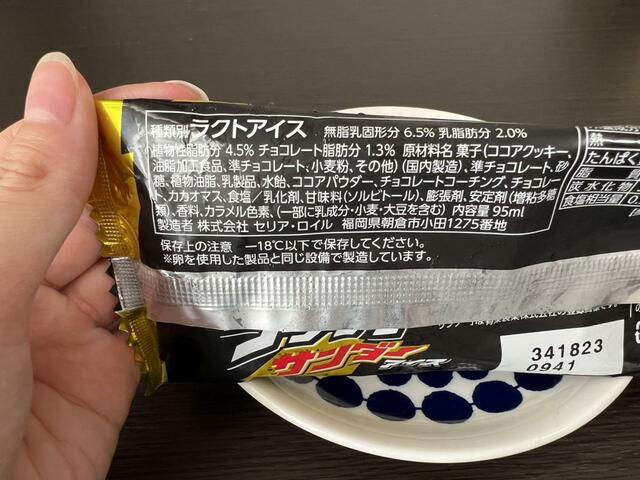 種類別ラクトアイス 無脂乳固形分 6.5% 乳脂肪分 2.0%
植物性脂肪分 4.5% チョコレート脂肪分 1.3% 原材料名 菓子(ココアクッキー、
油脂加工食品、準チョコレート、小麦粉、その他)(国内製造)、準チョコレート、砂
糖、植物油脂、乳製品、水飴、ココアパウダー、チョコレートコーチング、チョコレー
ト、カカオマス、食塩/乳化剤、甘味料(ソルビトール)、膨張剤、安定剤(増粘多糖
類)、香料、カラメル色素、(一部に乳成分・小麦・大豆を含む) 内容量 95ml
製造者 株式会社 セリア・ロイル 福岡県朝倉市小田1275番地
保存上の注意 −18℃以下で保存してください。
※卵を使用した製品と同じ設備で製造しています。
熱
たんぱく
脂
炭水化物
食塩相当量
サンダー
アイス
341823
0941